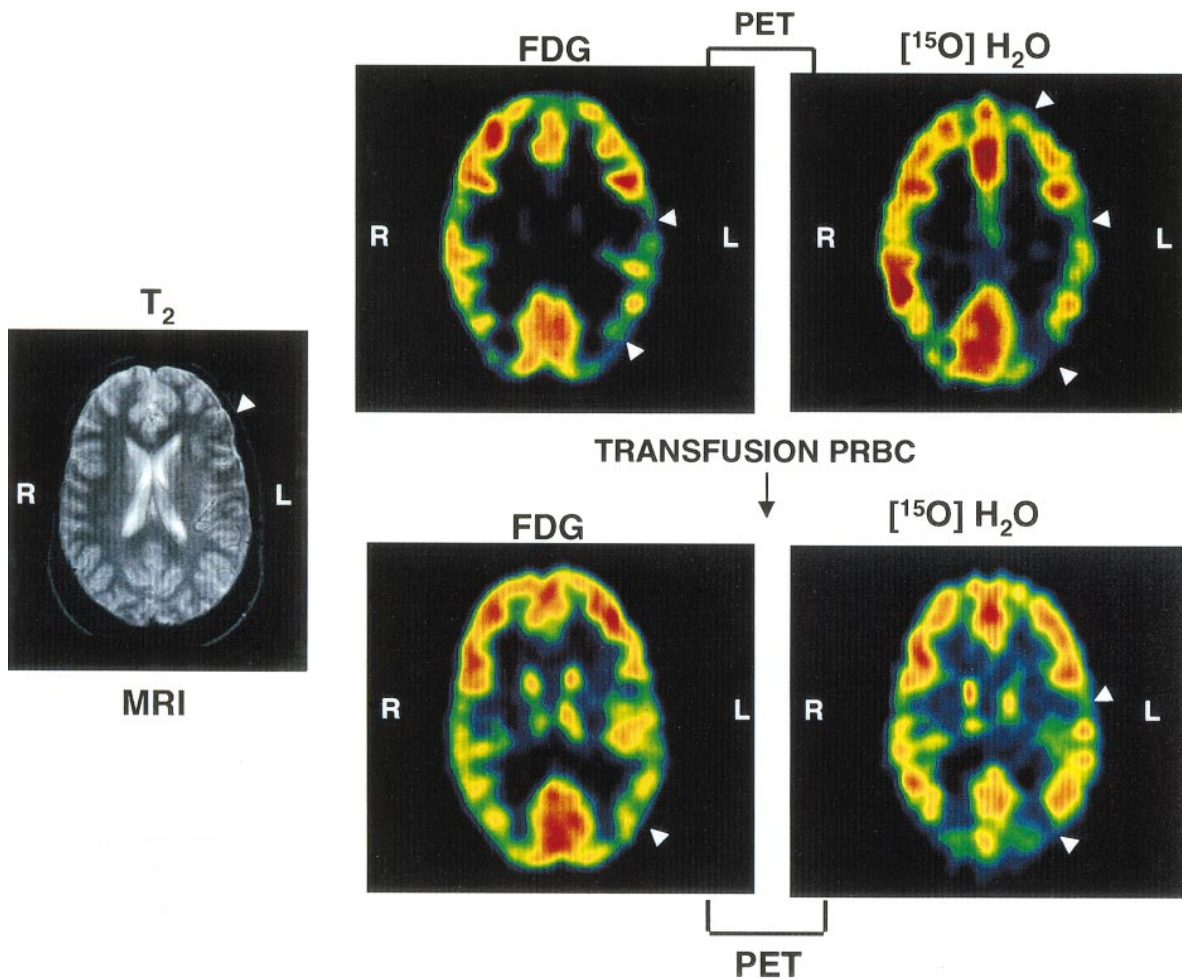 PET
FDG
[¹⁵O] H₂O
R
L
R
L
T₂
R
L
MRI
TRANSFUSION PRBC
FDG
[¹⁵O] H₂O
R
L
R
L
PET